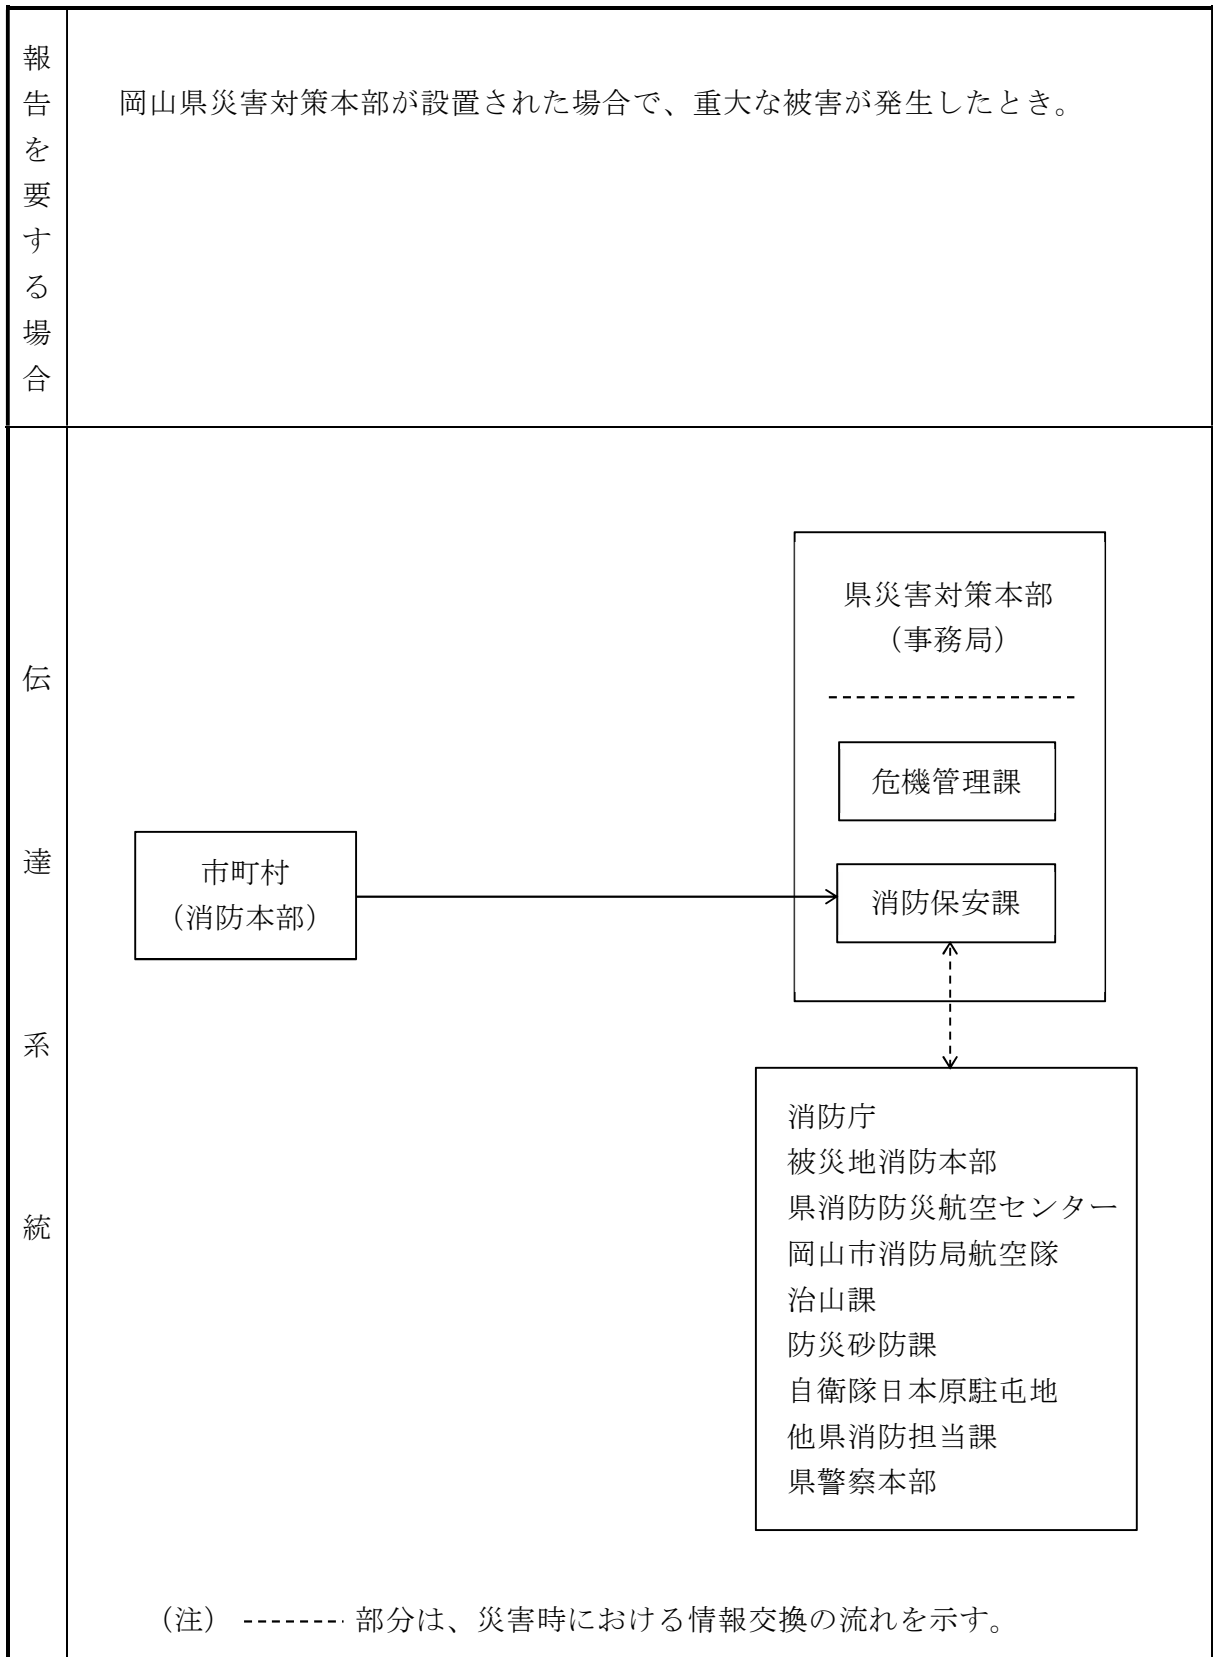 報告を要する場合
岡山県災害対策本部が設置された場合で、重大な被害が発生したとき。
伝達系統
県災害対策本部
（事務局）
危機管理課
市町村
（消防本部）
消防保安課
消防庁
被災地消防本部
県消防防災航空センター
岡山市消防局航空隊
治山課
防災砂防課
自衛隊日本原駐屯地
他県消防担当課
県警察本部
（注） ------- 部分は、災害時における情報交換の流れを示す。